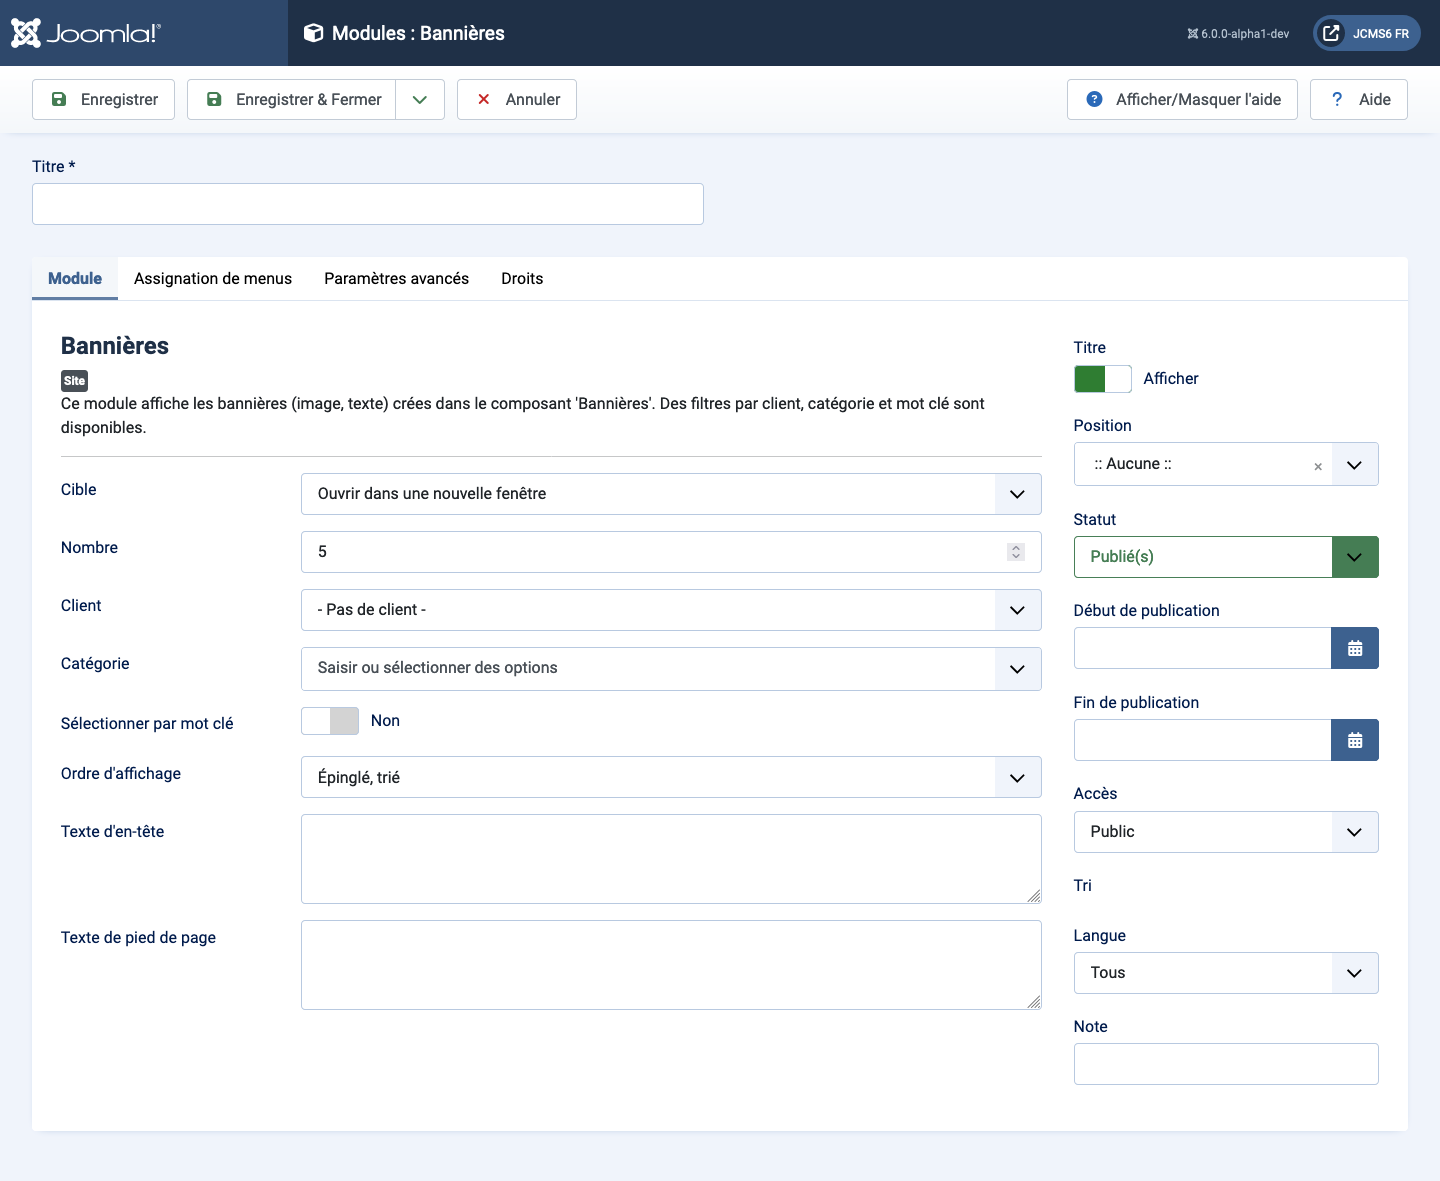 Joomla!®
Modules : Bannières
6.0.0-alpha1-dev
JCMS6 FR
Enregistrer
Enregistrer & Fermer
Annuler
Afficher/Masquer l'aide
? Aide
Titre *
Module
Assignation de menus
Paramètres avancés
Droits
Bannières
Site
Ce module affiche les bannières (image, texte) crées dans le composant 'Bannières'. Des filtres par client, catégorie et mot clé sont
disponibles.
Cible
Ouvrir dans une nouvelle fenêtre
Nombre
5
Client
- Pas de client -
Catégorie
Saisir ou sélectionner des options
Sélectionner par mot clé
Non
Ordre d'affichage
Épinglé, trié
Texte d'en-tête
Texte de pied de page
Titre
Afficher
Position
:: Aucune ::
Statut
Publié(s)
Début de publication
Fin de publication
Accès
Public
Tri
Langue
Tous
Note